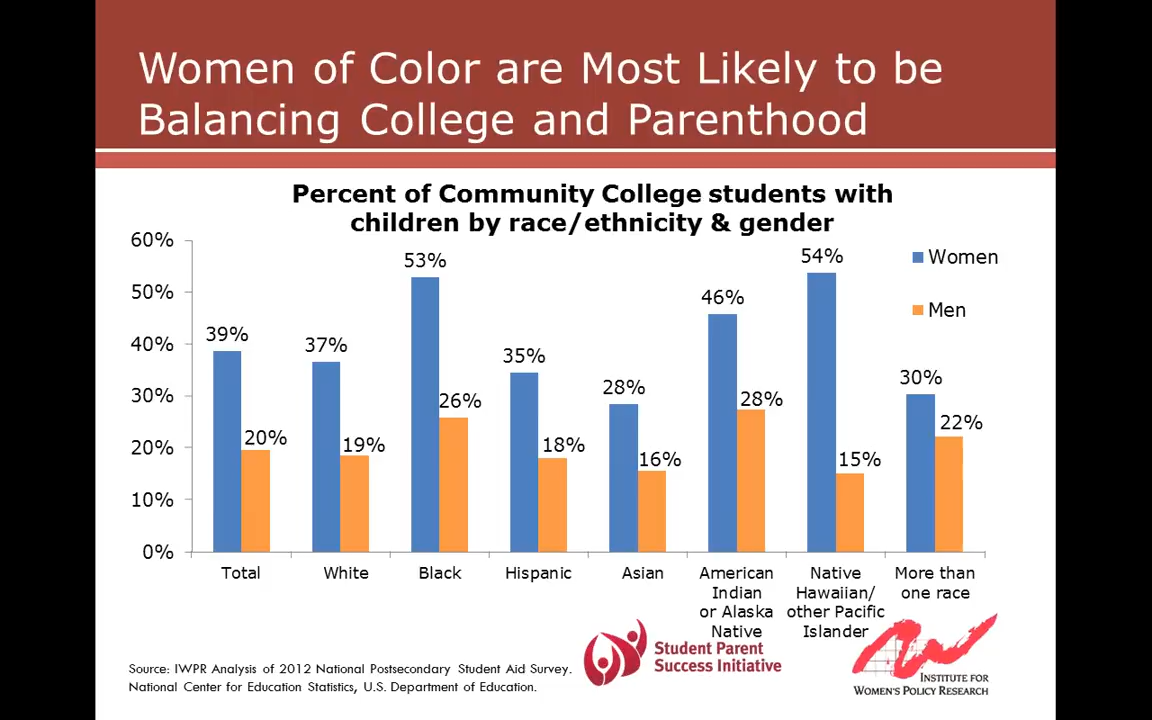 Women of Color are Most Likely to be
Balancing College and Parenthood
Percent of Community College students with
children by race/ethnicity & gender
60%
50%
40%
30%
20%
10%
0%
39%
20%
37%
19%
53%
26%
35%
18%
28%
16%
46%
28%
54%
15%
30%
22%
Women
Men
Total
White
Black
Hispanic
Asian
American
Indian
or Alaska
Native
Native
Hawaiian/
other Pacific
Islander
More than
one race
Source: IWPR Analysis of 2012 National Postsecondary Student Aid Survey.
National Center for Education Statistics, U.S. Department of Education.
Student Parent
Success Initiative
INSTITUTE FOR
WOMEN'S POLICY RESEARCH